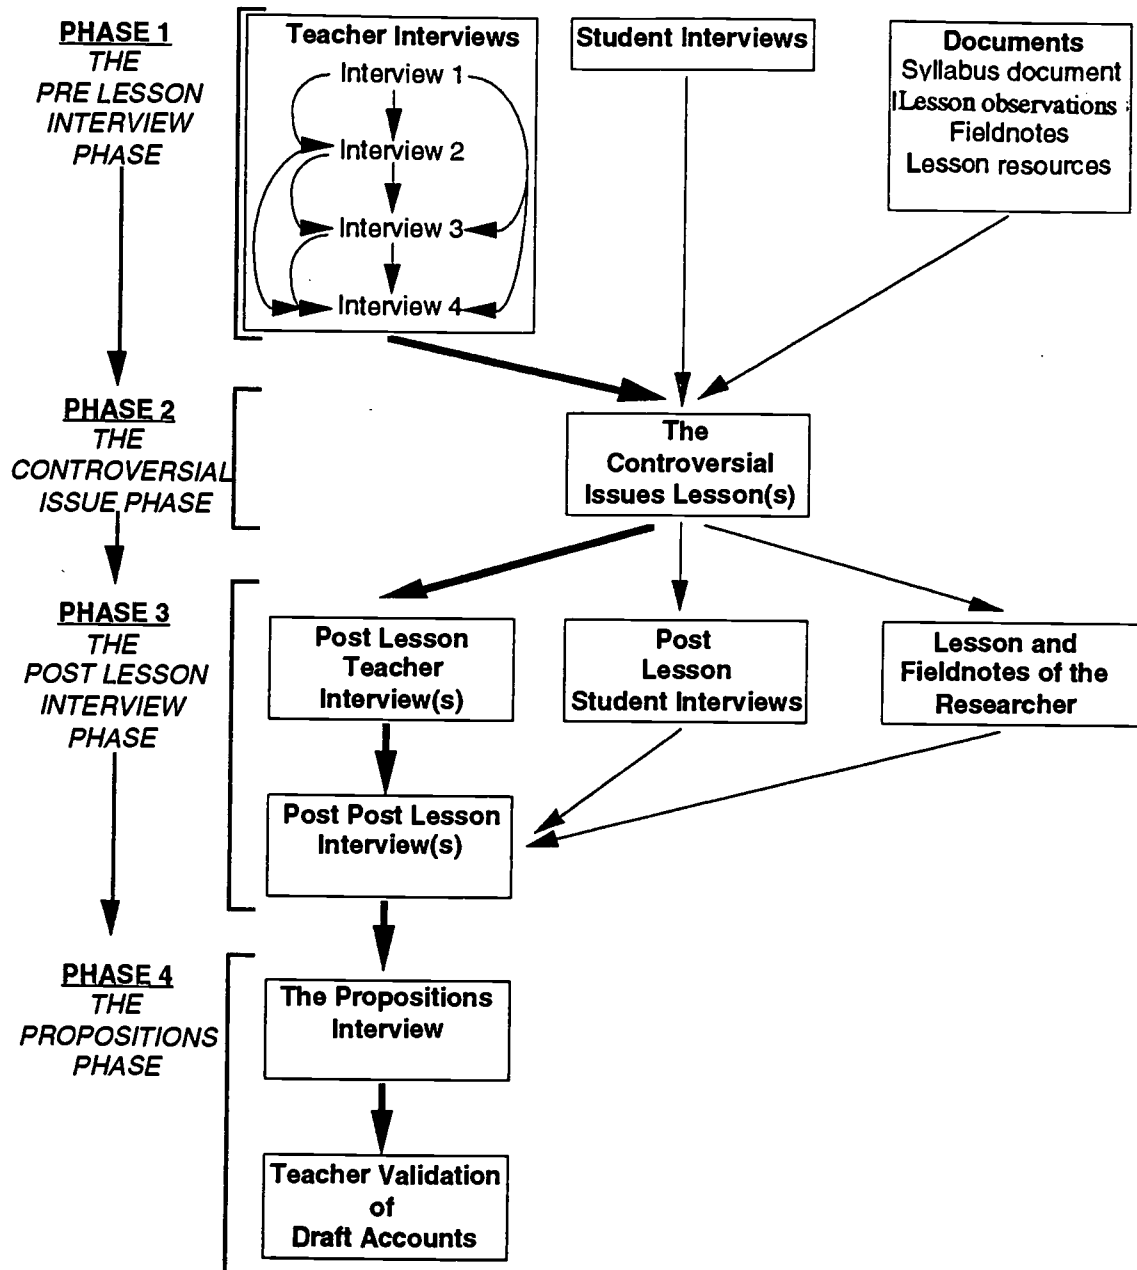 PHASE 1
THE
PRE LESSON
INTERVIEW
PHASE
Teacher Interviews
Interview 1
Interview 2
Interview 3
Interview 4
Student Interviews
Documents
Syllabus document
Lesson observations
Fieldnotes
Lesson resources
PHASE 2
THE
CONTROVERSIAL
ISSUE PHASE
The
Controversial
Issues Lesson(s)
PHASE 3
THE
POST LESSON
INTERVIEW
PHASE
Post Lesson
Teacher
Interview(s)
Post
Lesson
Student Interviews
Lesson and
Fieldnotes of the
Researcher
Post Post Lesson
Interview(s)
PHASE 4
THE
PROPOSITIONS
PHASE
The Propositions
Interview
Teacher Validation
of
Draft Accounts